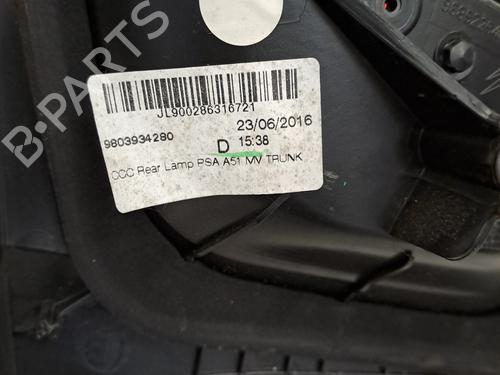 B-PARTS
JL900286316721
9803934280
23/06/2016
D 15:38
CCC Rear Lamp PSA A51 MV TRUNK